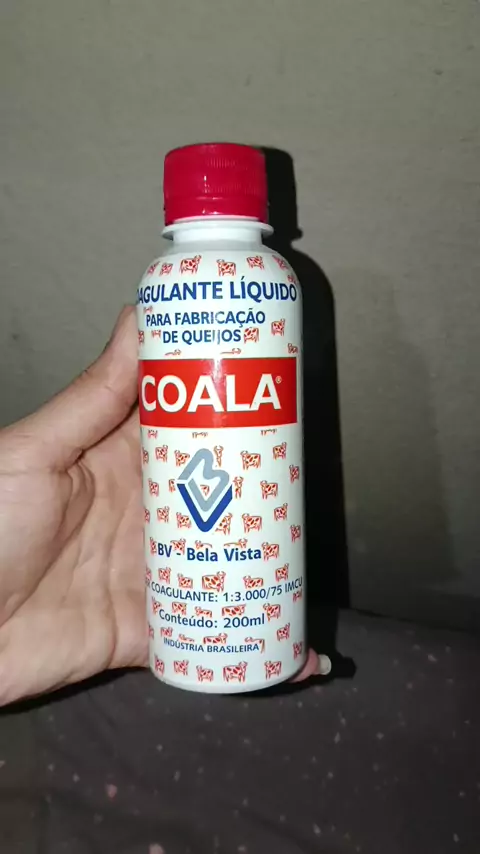 AGULANTE LÍQUIDO
PARA FABRICAÇÃO
DE QUEIJOS
COALA®
BV Bela Vista
COAGULANTE: 1:3.000/75 IMCU
Conteúdo: 200ml
INDÚSTRIA BRASILEIRA